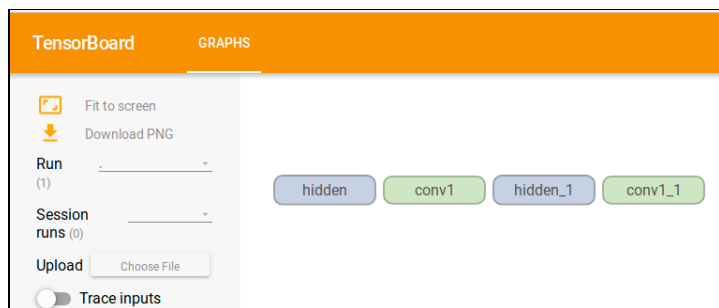 TensorBoard GRAPHS
Fit to screen
Download PNG
Run .
(1)
Session
runs (0)
Upload Choose File
Trace inputs
hidden conv1 hidden_1 conv1_1